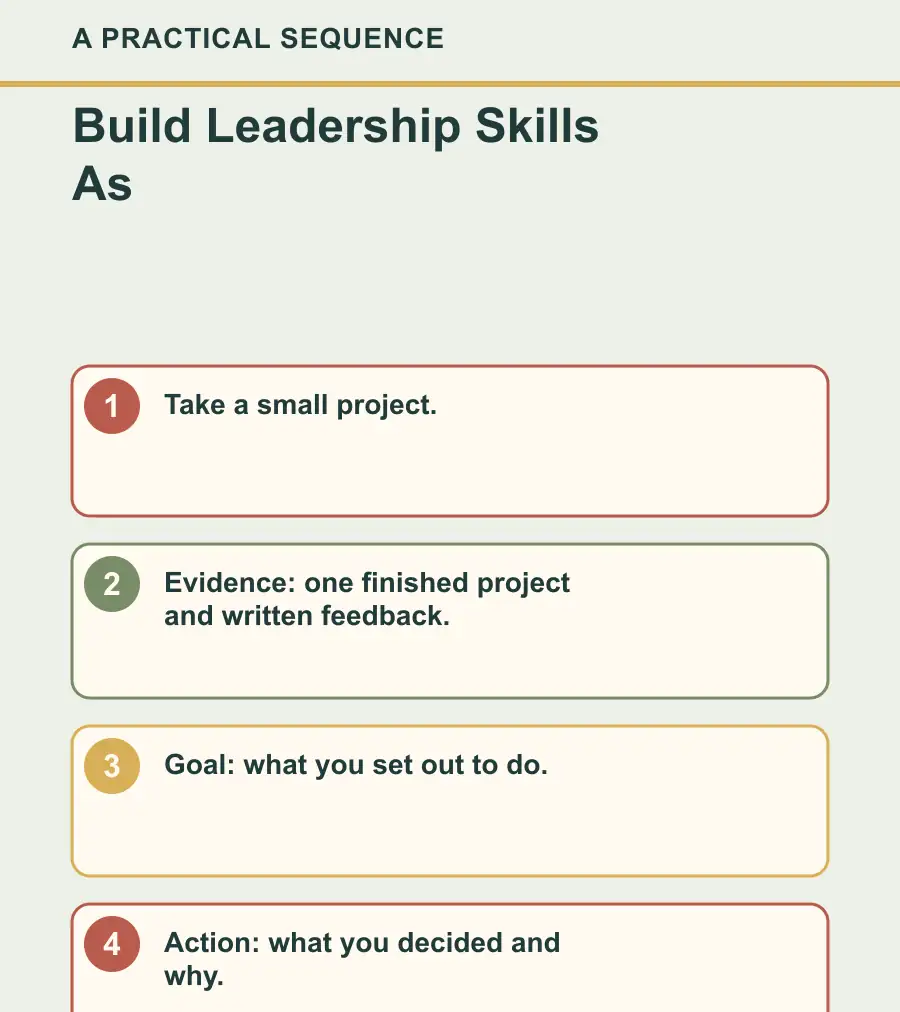 A PRACTICAL SEQUENCE
Build Leadership Skills
As
1
Take a small project.
2
Evidence: one finished project
and written feedback.
3
Goal: what you set out to do.
4
Action: what you decided and
why.